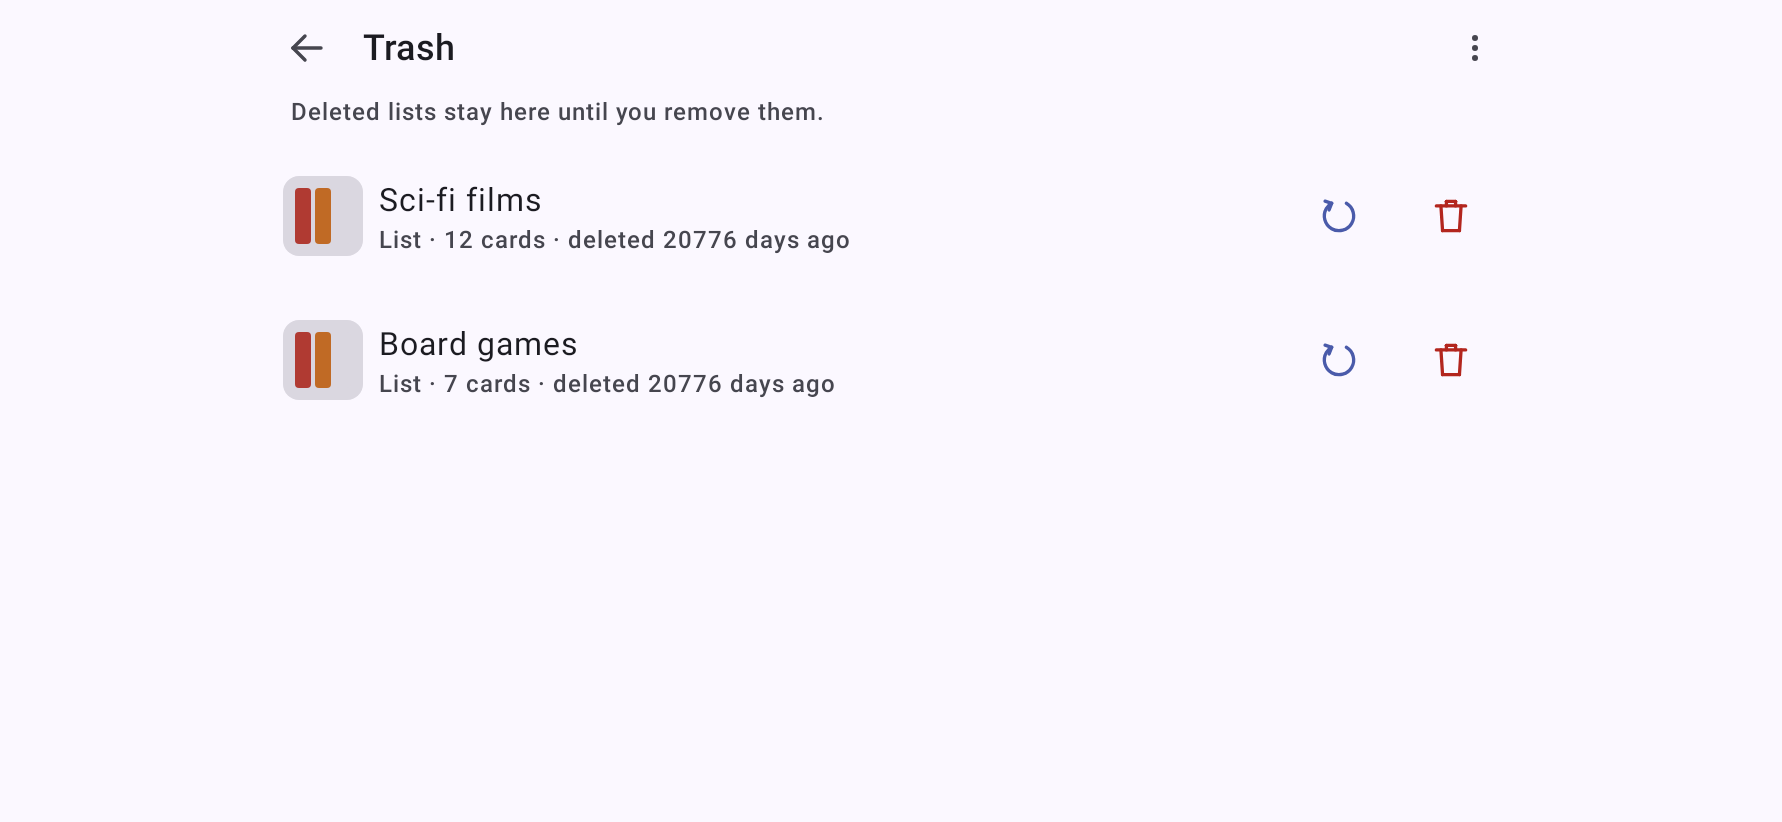 Trash
Deleted lists stay here until you remove them.
Sci-fi films
List · 12 cards · deleted 20776 days ago
Board games
List · 7 cards · deleted 20776 days ago